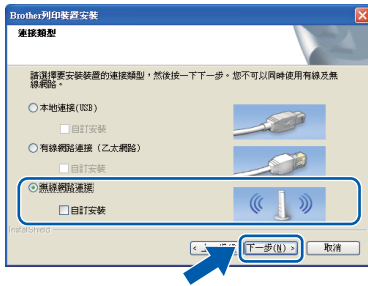 Brother列印裝置安裝
連接類型
請選擇要安裝裝置的連接類型，然後按一下下一步。您不可以同時使用有線及無
線網路。
本地連接(USB)
自訂安裝
有線網路連接（乙太網路）
自訂安裝
無線網路連接
自訂安裝
InstallShield
下一步(N) >
取消